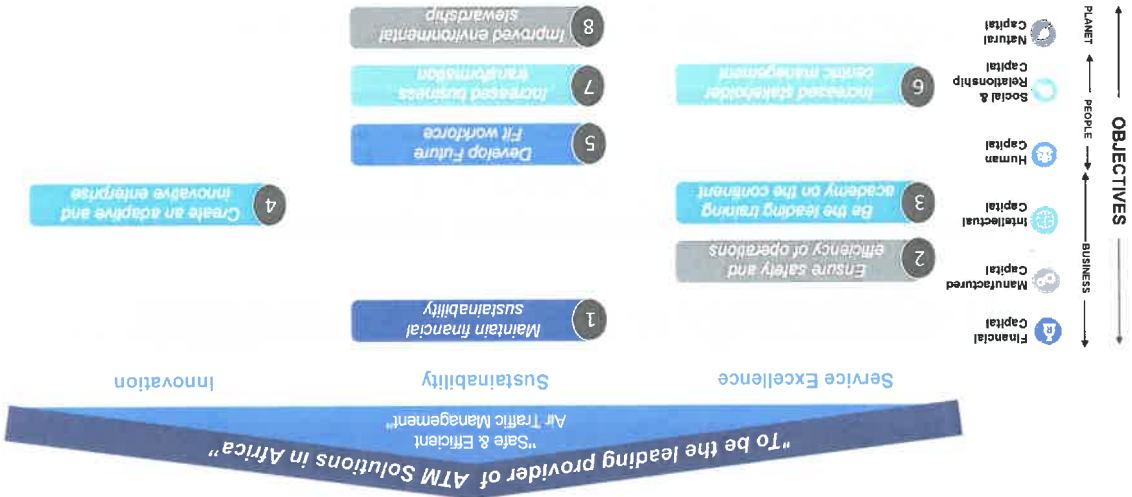 "To be the leading provider of ATM Solutions in Africa"
"Safe & Efficient
Air Traffic Management"
Service Excellence
Sustainability
Innovation
OBJECTIVES
BUSINESS
PEOPLE
PLANET
Financial
Capital
1
Maintain financial
sustainability
Manufactured
Capital
2
Ensure safety and
efficiency of operations
Intellectual
Capital
3
Be the leading training
academy on the continent
4
Create an adaptive and
innovative enterprise
Human
Capital
5
Develop Future
Fit workforce
Social &
Relationship
Capital
6
Increased stakeholder
centric management
7
Increased business
transformation
Natural
Capital
8
Improved environmental
stewardship